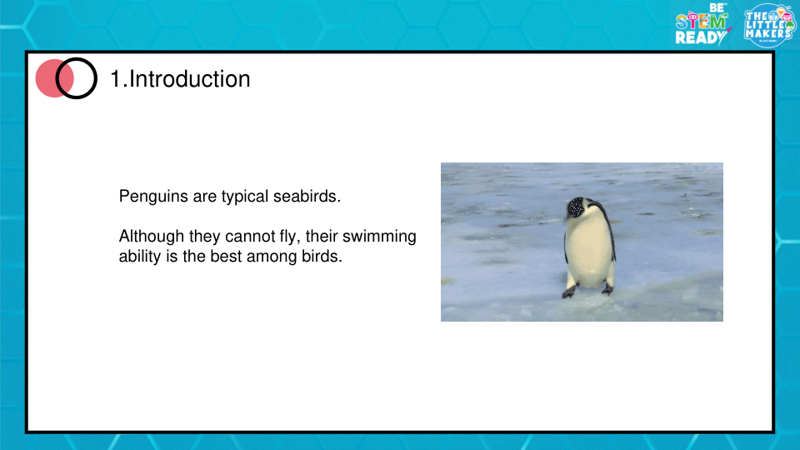 BE
STEM
READY
THE
LITTLE
MAKERS
1.Introduction
Penguins are typical seabirds.
Although they cannot fly, their swimming
ability is the best among birds.